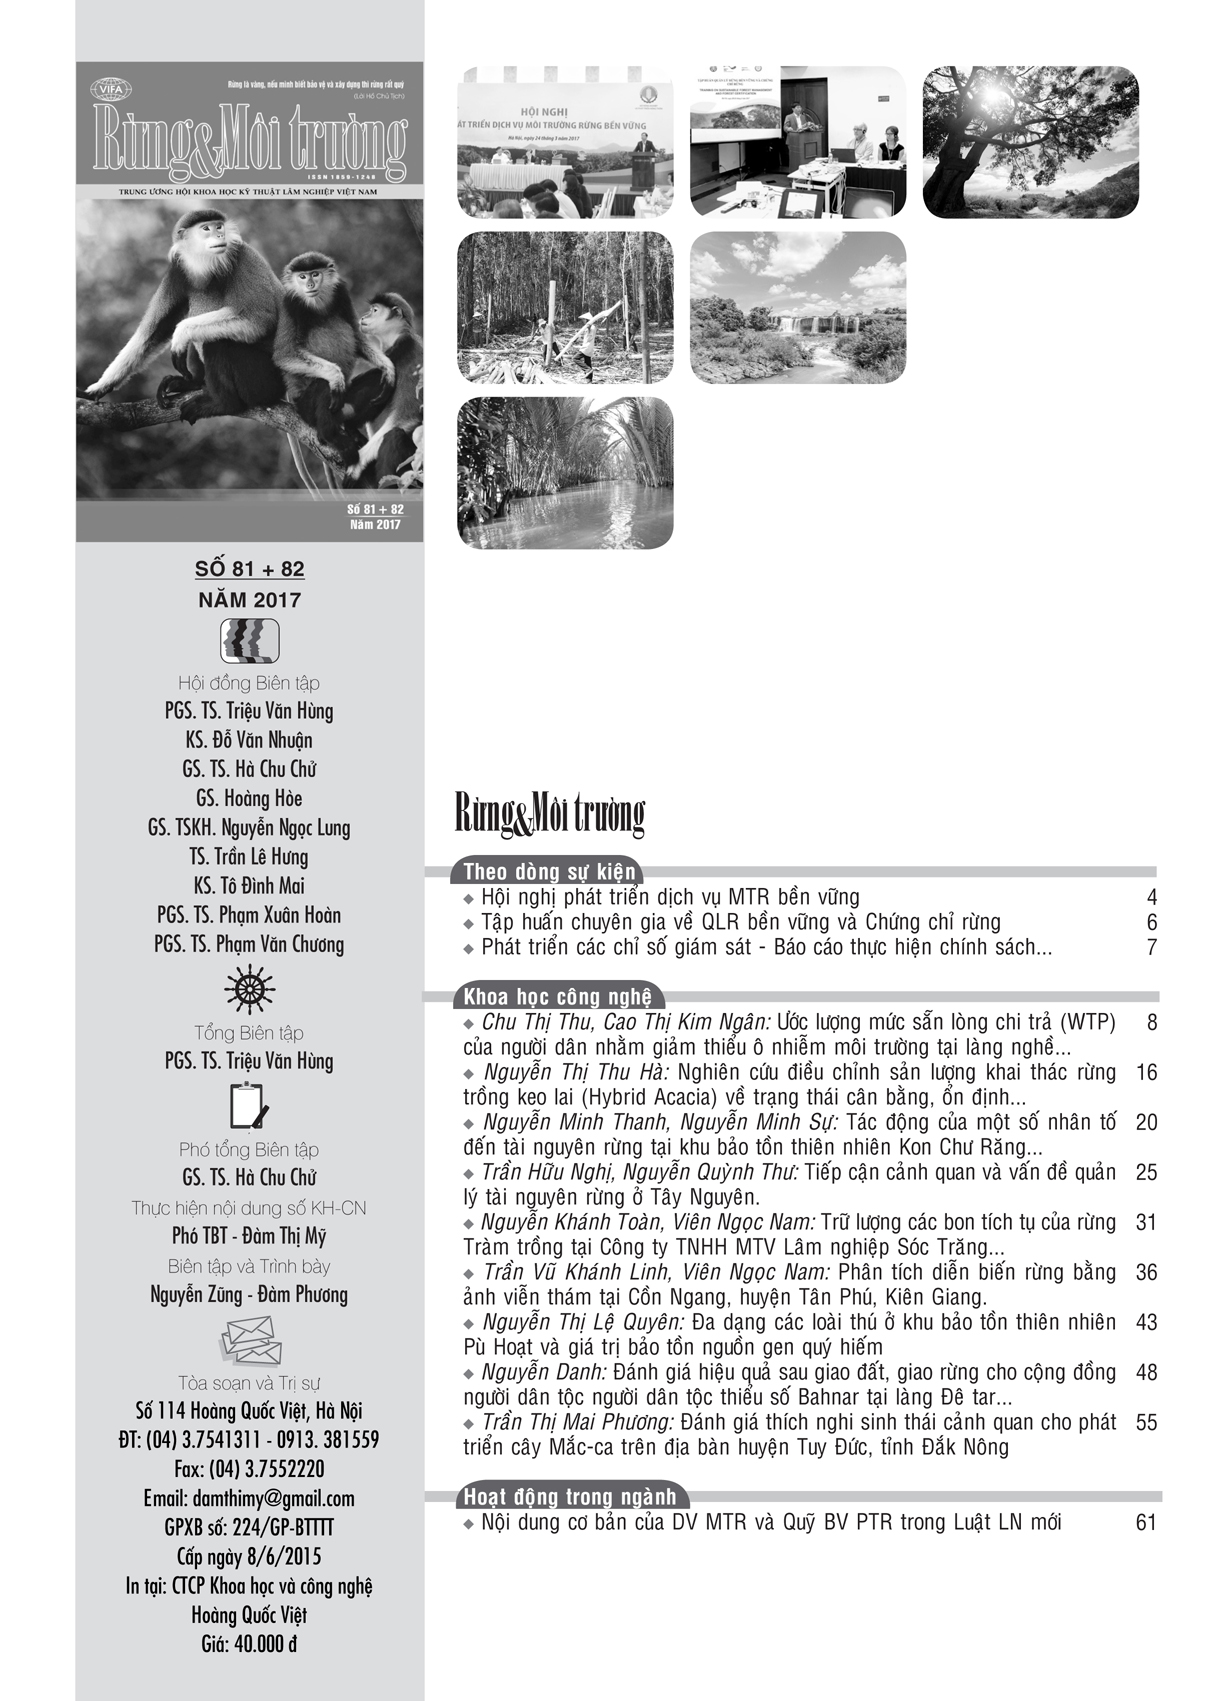 VIFA
Rừng là vàng, nếu mình biết bảo vệ và xây dựng thì rừng rất quý
(Lời Hồ Chủ Tịch)
Rừng&Môi trường
ISSN 1859-1248
TRUNG ƯƠNG HỘI KHOA HỌC KỸ THUẬT LÂM NGHIỆP VIỆT NAM
Số 81 + 82
Năm 2017
SỐ 81 + 82
NĂM 2017
Hội đồng Biên tập
PGS. TS. Triệu Văn Hùng
KS. Đỗ Văn Nhuận
GS. TS. Hà Chu Chử
GS. Hoàng Hòe
GS. TSKH. Nguyễn Ngọc Lung
TS. Trần Lê Hưng
KS. Tô Đình Mai
PGS. TS. Phạm Xuân Hoàn
PGS. TS. Phạm Văn Chương
Tổng Biên tập
PGS. TS. Triệu Văn Hùng
Phó tổng Biên tập
GS. TS. Hà Chu Chử
Thực hiện nội dung số KH-CN
Phó TBT - Đàm Thị Mỹ
Biên tập và Trình bày
Nguyễn Zũng - Đàm Phương
Tòa soạn và Trị sự
Số 114 Hoàng Quốc Việt, Hà Nội
ĐT: (04) 3.7541311 - 0913. 381559
Fax: (04) 3.7552220
Email: damthimy@gmail.com
GPXB số: 224/GP-BTTTT
Cấp ngày 8/6/2015
In tại: CTCP Khoa học và công nghệ
Hoàng Quốc Việt
Giá: 40.000 đ
HỘI NGHỊ
ÁT TRIỂN DỊCH VỤ MÔI TRƯỜNG RỪNG BỀN VỮNG
Hà Nội, ngày 24 tháng 3 năm 2017
TRAINING ON SUSTAINABLE FOREST MANAGEMENT
AND FOREST CERTIFICATION
Rừng&Môi trường
Theo dòng sự kiện
◆ Hội nghị phát triển dịch vụ MTR bền vững 4
◆ Tập huấn chuyên gia về QLR bền vững và Chứng chỉ rừng 6
◆ Phát triển các chỉ số giám sát - Báo cáo thực hiện chính sách... 7
Khoa học công nghệ
◆ Chu Thị Thu, Cao Thị Kim Ngân: Ước lượng mức sẵn lòng chi trả (WTP) 8
của người dân nhằm giảm thiểu ô nhiễm môi trường tại làng nghề...
◆ Nguyễn Thị Thu Hà: Nghiên cứu điều chỉnh sản lượng khai thác rừng 16
trồng keo lai (Hybrid Acacia) về trạng thái cân bằng, ổn định...
◆ Nguyễn Minh Thanh, Nguyễn Minh Sự: Tác động của một số nhân tố 20
đến tài nguyên rừng tại khu bảo tồn thiên nhiên Kon Chư Răng...
◆ Trần Hữu Nghị, Nguyễn Quỳnh Thư: Tiếp cận cảnh quan và vấn đề quản 25
lý tài nguyên rừng ở Tây Nguyên.
◆ Nguyễn Khánh Toàn, Viên Ngọc Nam: Trữ lượng các bon tích tụ của rừng 31
Tràm trồng tại Công ty TNHH MTV Lâm nghiệp Sóc Trăng...
◆ Trần Vũ Khánh Linh, Viên Ngọc Nam: Phân tích diễn biến rừng bằng 36
ảnh viễn thám tại Cồn Ngang, huyện Tân Phú, Kiên Giang.
◆ Nguyễn Thị Lệ Quyên: Đa dạng các loài thú ở khu bảo tồn thiên nhiên 43
Pù Hoạt và giá trị bảo tồn nguồn gen quý hiếm
◆ Nguyễn Danh: Đánh giá hiệu quả sau giao đất, giao rừng cho cộng đồng 48
người dân tộc người dân tộc thiểu số Bahnar tại làng Đê tar...
◆ Trần Thị Mai Phương: Đánh giá thích nghi sinh thái cảnh quan cho phát 55
triển cây Mắc-ca trên địa bàn huyện Tuy Đức, tỉnh Đắk Nông
Hoạt động trong ngành
◆ Nội dung cơ bản của DV MTR và Quỹ BV PTR trong Luật LN mới 61